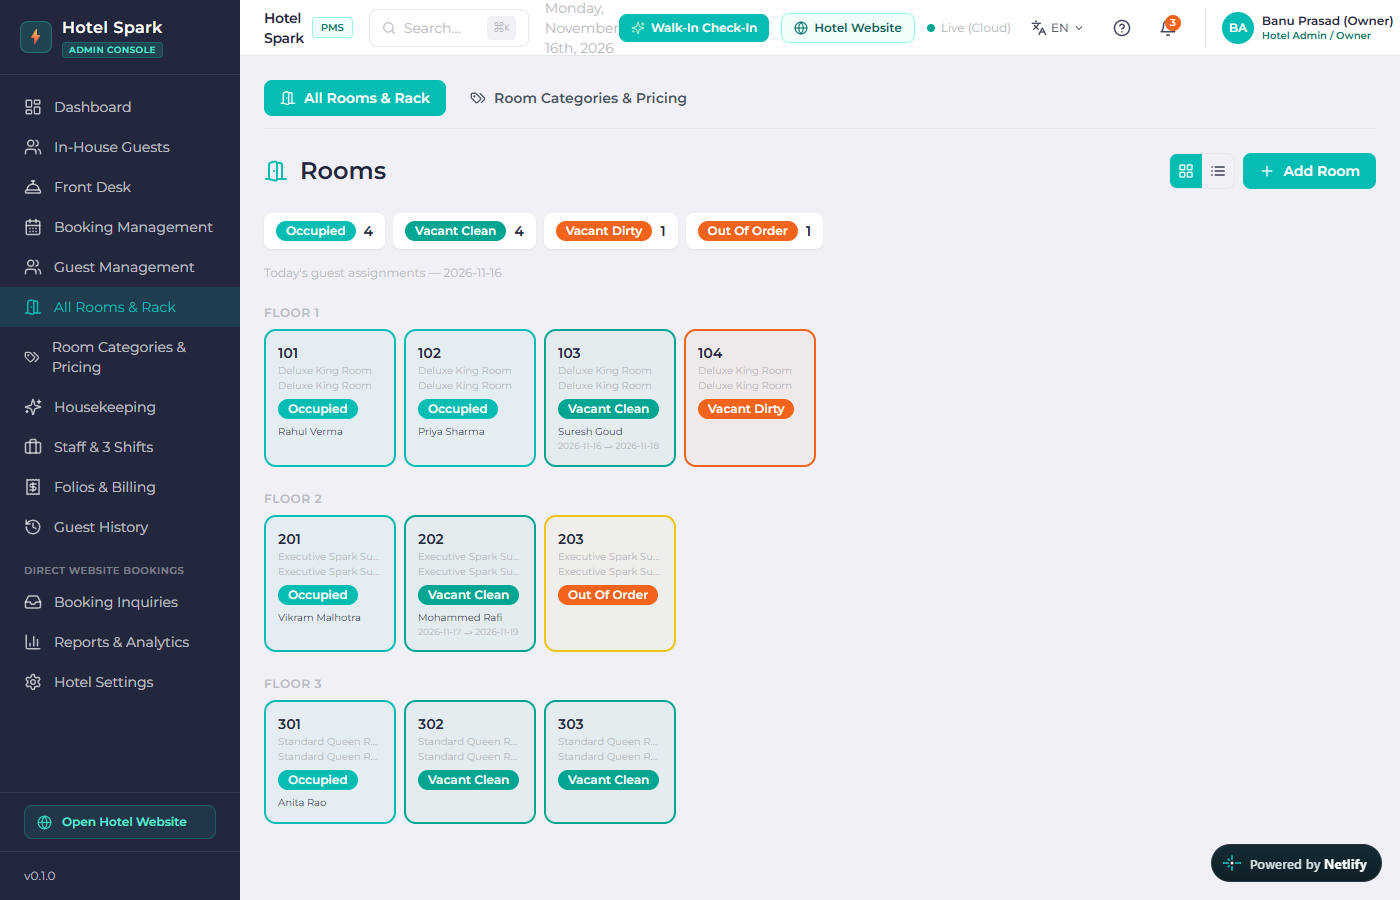 Hotel Spark
ADMIN CONSOLE
Dashboard
In-House Guests
Front Desk
Booking Management
Guest Management
All Rooms & Rack
Room Categories &
Pricing
Housekeeping
Staff & 3 Shifts
Folios & Billing
Guest History
DIRECT WEBSITE BOOKINGS
Booking Inquiries
Reports & Analytics
Hotel Settings
Open Hotel Website
v0.1.0
Hotel
Spark
PMS
Search...
⌘K
Monday,
November
16th, 2026
Walk-In Check-In
Hotel Website
Live (Cloud)
EN
3
BA
Banu Prasad (Owner)
Hotel Admin / Owner
All Rooms & Rack
Room Categories & Pricing
Rooms
Add Room
Occupied 4
Vacant Clean 4
Vacant Dirty 1
Out Of Order 1
Today's guest assignments — 2026-11-16
FLOOR 1
101
Deluxe King Room
Deluxe King Room
Occupied
Rahul Verma
102
Deluxe King Room
Deluxe King Room
Occupied
Priya Sharma
103
Deluxe King Room
Deluxe King Room
Vacant Clean
Suresh Goud
2026-11-16 → 2026-11-18
104
Deluxe King Room
Deluxe King Room
Vacant Dirty
FLOOR 2
201
Executive Spark Su...
Executive Spark Su...
Occupied
Vikram Malhotra
202
Executive Spark Su...
Executive Spark Su...
Vacant Clean
Mohammed Rafi
2026-11-17 → 2026-11-19
203
Executive Spark Su...
Executive Spark Su...
Out Of Order
FLOOR 3
301
Standard Queen R...
Standard Queen R...
Occupied
Anita Rao
302
Standard Queen R...
Standard Queen R...
Vacant Clean
303
Standard Queen R...
Standard Queen R...
Vacant Clean
Powered by Netlify